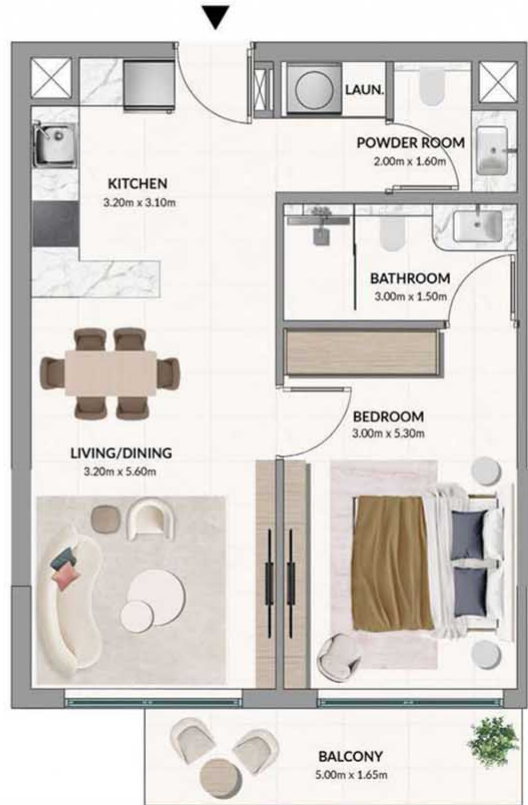 LAUN.
POWDER ROOM
2.00m x 1.60m
KITCHEN
3.20m x 3.10m
BATHROOM
3.00m x 1.50m
BEDROOM
3.00m x 5.30m
LIVING/DINING
3.20m x 5.60m
BALCONY
5.00m x 1.65m